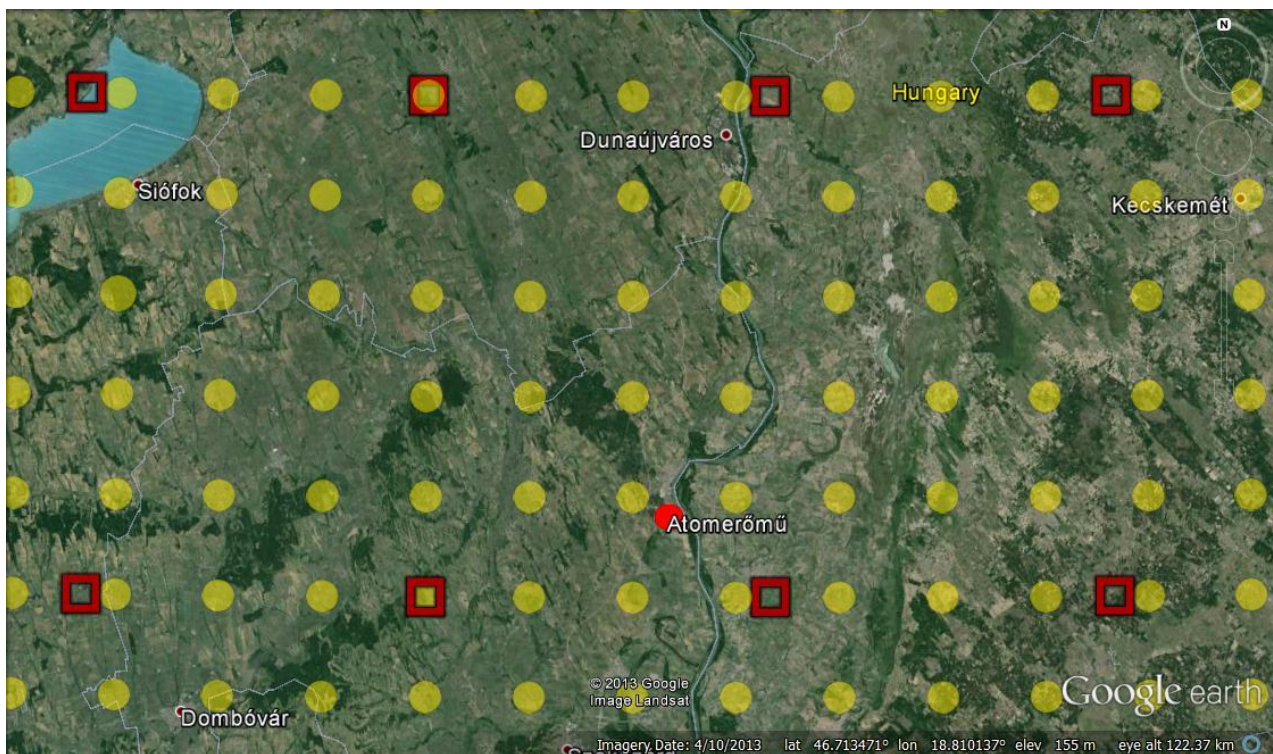 N
Hungary
Dunaújváros
Siófok
Kecskemét
Atomerőmű
© 2013 Google
Image Landsat
Google earth
Dombóvár
Imagery Date: 4/10/2013 lat 46.713471° lon 18.810137° elev 155 m eye alt 122.37 km